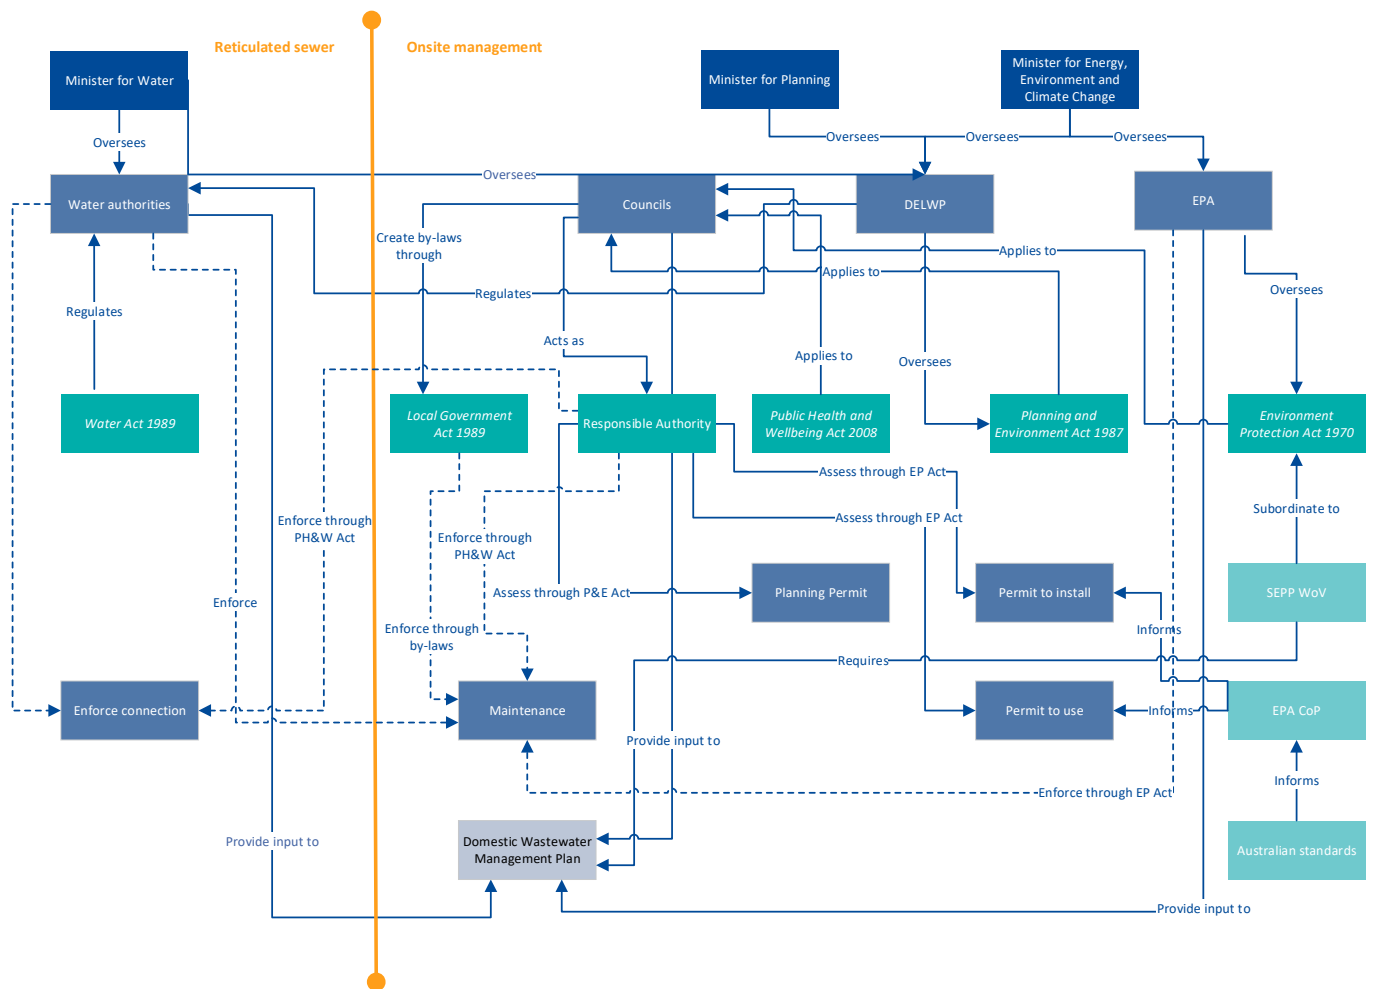 Reticulated sewer
Onsite management
Minister for Water
Minister for Planning
Minister for Energy,
Environment and
Climate Change
Oversees
Oversees
Oversees
Oversees
Oversees
Water authorities
Councils
DELWP
EPA
Create by-laws
through
Applies to
Applies to
Regulates
Oversees
Regulates
Acts as
Applies to
Oversees
Water Act 1989
Local Government
Act 1989
Responsible Authority
Public Health and
Wellbeing Act 2008
Planning and
Environment Act 1987
Environment
Protection Act 1970
Assess through EP Act
Subordinate to
Enforce through
PH&W Act
Assess through EP Act
Enforce through
PH&W Act
Assess through P&E Act
Planning Permit
Permit to install
SEPP WoV
Enforce
Enforce through
by-laws
Informs
Requires
Enforce connection
Maintenance
Permit to use
Informs
EPA CoP
Provide input to
Informs
Enforce through EP Act
Provide input to
Domestic Wastewater
Management Plan
Australian standards
Provide input to